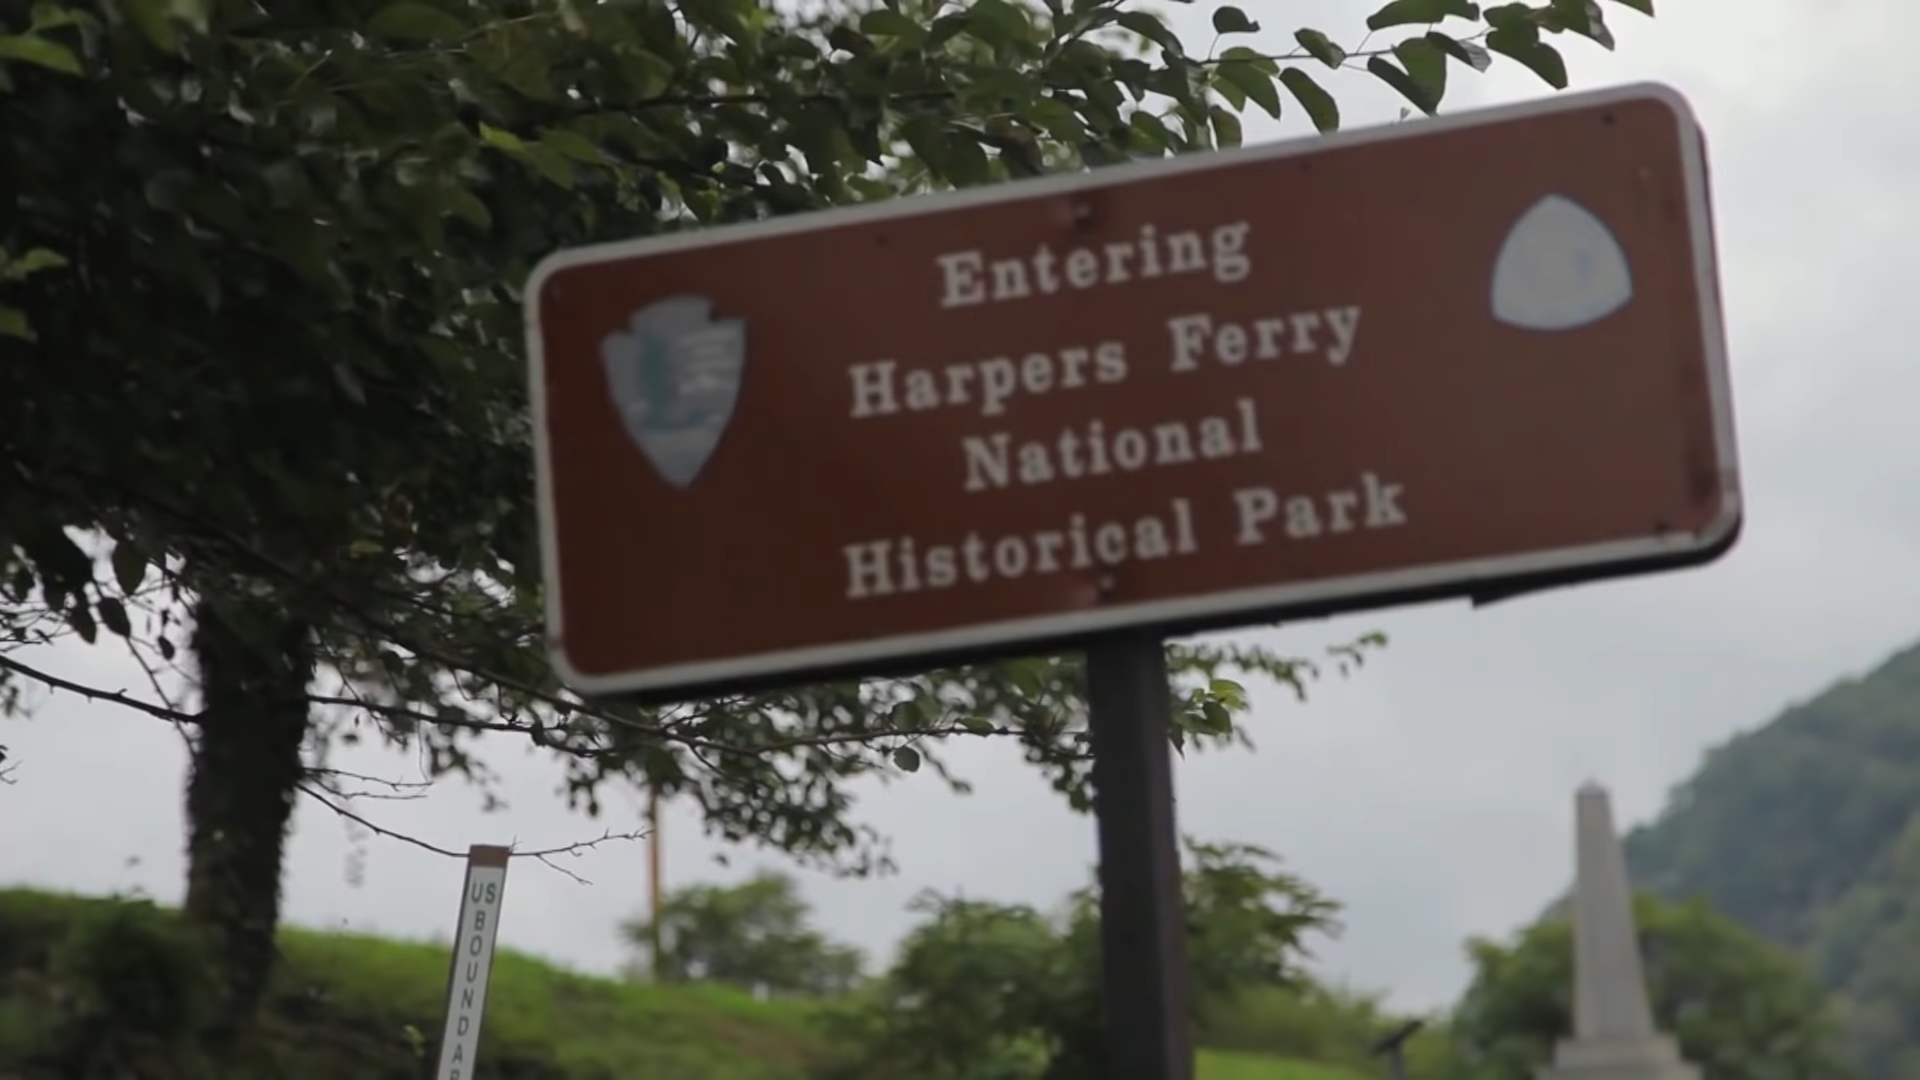 Entering
Harpers Ferry
National
Historical Park
US
BOUNDAR